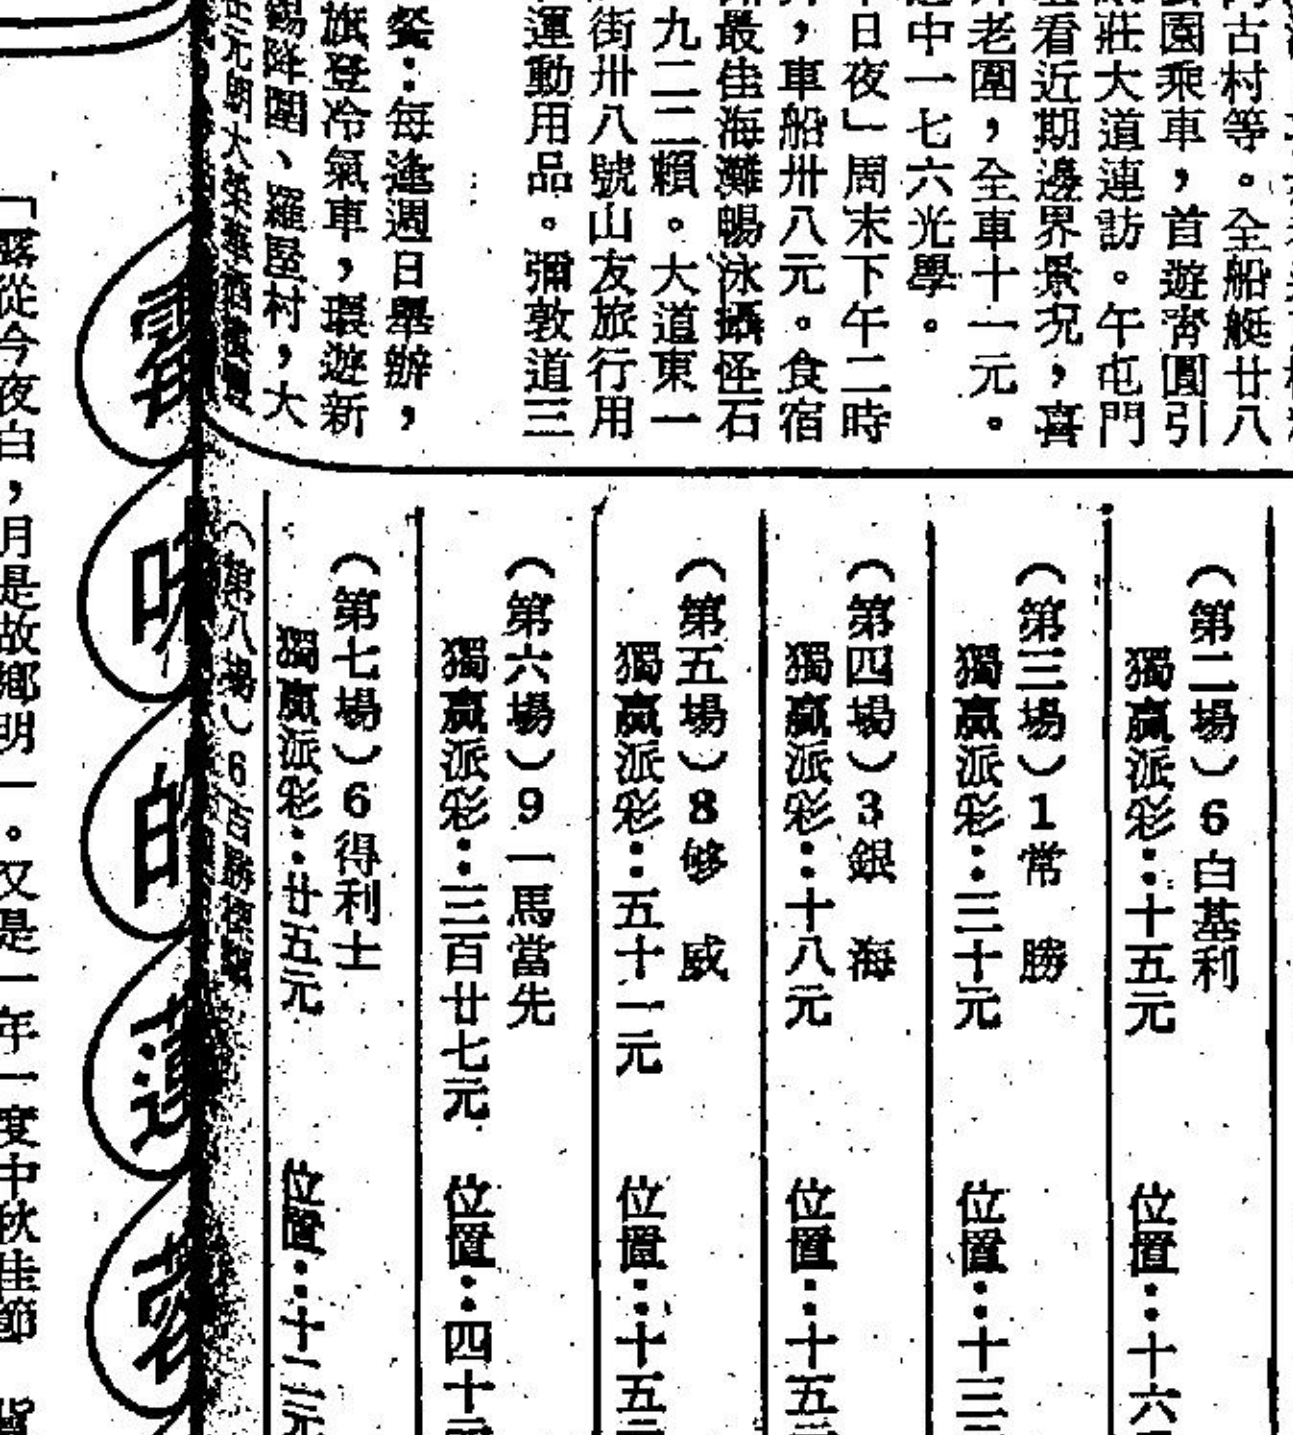 古村等。全船艇廿八
園乘車，首遊青圓引
莊大道連訪。午屯門
看近期邊界景況，喜
老圍，全車十一元。
中一七六光學。
日夜」周末下午二時
，車船卅八元。食宿
最佳海灘暢泳攝怪石
九二二賴。大道東一
街卅八號山友旅行用
運動用品。彌敦道三
餐：每逢週日舉辦，
旗登冷氣車，環遊新
圍、羅屋村，大
（第二場）6白基利
獨贏派彩：十五元　位置：十六
（第三場）1常　勝
獨贏派彩：三十元　位置：十三
（第四場）3銀　海
獨贏派彩：十八元　位置：十五
（第五場）8够　威
獨贏派彩：五十一元　位置：十五
（第六場）9一馬當先
獨贏派彩：三百廿七元　位置：四十
（第七場）6得利士
獨贏派彩：廿五元　位置：十二元
（第八場）6百勝
的蓮
「露從今夜白，月是故鄉明—。又是一年一度中秋佳節